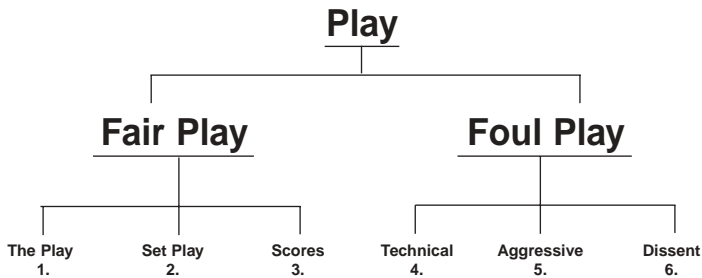 Play
Fair Play
Foul Play
The Play
1.
Set Play
2.
Scores
3.
Technical
4.
Aggressive
5.
Dissent
6.